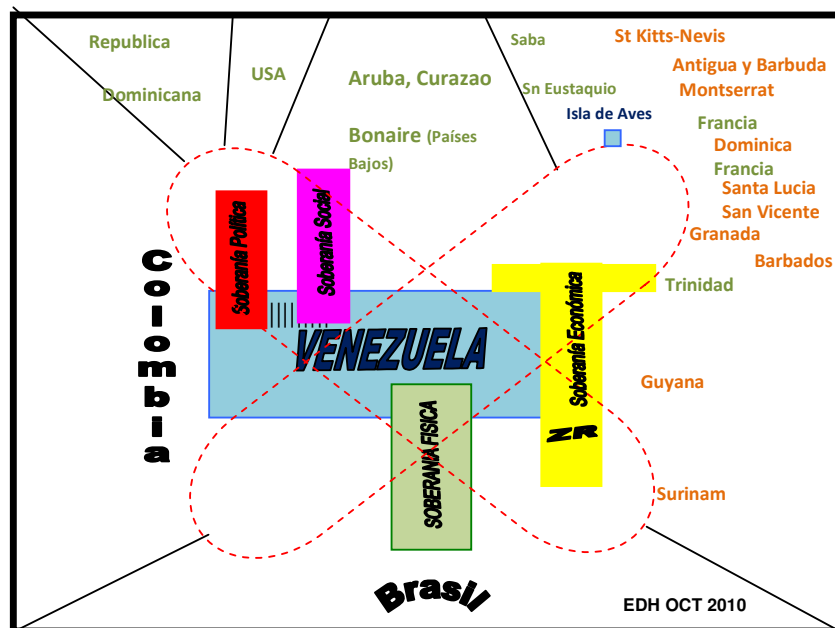 Republica
Dominicana
USA
Aruba, Curazao
Bonaire (Países
Bajos)
Saba
Sn Eustaquio
Isla de Aves
St Kitts-Nevis
Antigua y Barbuda
Montserrat
Francia
Dominica
Francia
Santa Lucia
San Vicente
Granada
Barbados
Trinidad
Guyana
Surinam
Colombia
Soberanía Política
Soberanía Social
VENEZUELA
Soberanía Económica
ZR
SOBERANIA FISICA
Brasil
EDH OCT 2010